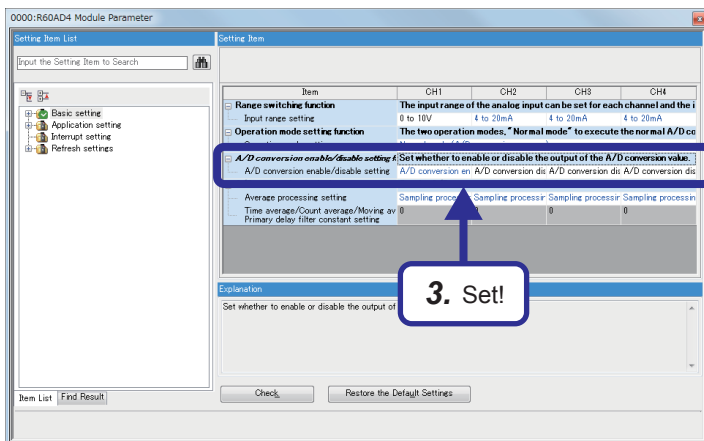 0000:R60AD4 Module Parameter
Setting Item List
Input the Setting Item to Search
Basic setting
Application setting
Interrupt setting
Refresh settings
Item List
Find Result
Setting Item
Item CH1 CH2 CH3 CH4
Range switching function The input range of the analog input can be set for each channel and the i
Input range setting 0 to 10V 4 to 20mA 4 to 20mA 4 to 20mA
Operation mode setting function The two operation modes, "Normal mode" to execute the normal A/D co
A/D conversion enable/disable setting f Set whether to enable or disable the output of the A/D conversion value.
A/D conversion enable/disable setting A/D conversion en A/D conversion dis A/D conversion dis A/D conversion dis
Average processing setting Sampling processir Sampling processir Sampling processir Sampling processin
Time average/Count average/Moving av 0 0 0
Primary delay filter constant setting
3. Set!
Explanation
Set whether to enable or disable the output of
Check
Restore the Default Settings